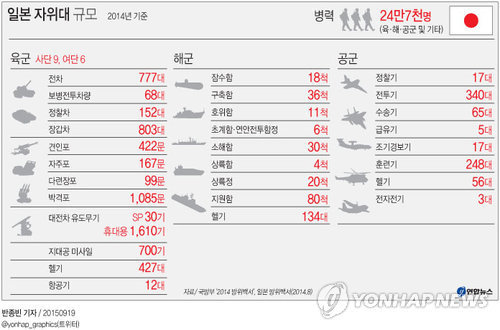 일본 자위대 규모 2014년 기준
병력 24만7천명
(육·해·공군 및 기타)
육군 사단 9, 여단 6
전차 777대
보병전투차량 68대
정찰차 152대
장갑차 803대
견인포 422문
자주포 167문
다련장포 99문
박격포 1,085문
대전차 유도무기 SP 30기
휴대용 1,610기
지대공 미사일 700기
헬기 427대
항공기 12대
해군
잠수함 18척
구축함 36척
호위함 11척
초계함·연안전투함정 6척
소해함 30척
상륙함 4척
상륙정 20척
지원함 80척
헬기 134대
공군
정찰기 17대
전투기 340대
수송기 65대
급유기 5대
조기경보기 17대
훈련기 248대
헬기 56대
전자전기 3대
자료/ 국방부 '2014 국방백서', 일본 방위백서(2014.8)
연합뉴스
YONHAP NEWS
반종빈 기자 / 20150919
@yonhap_graphics(트위터)